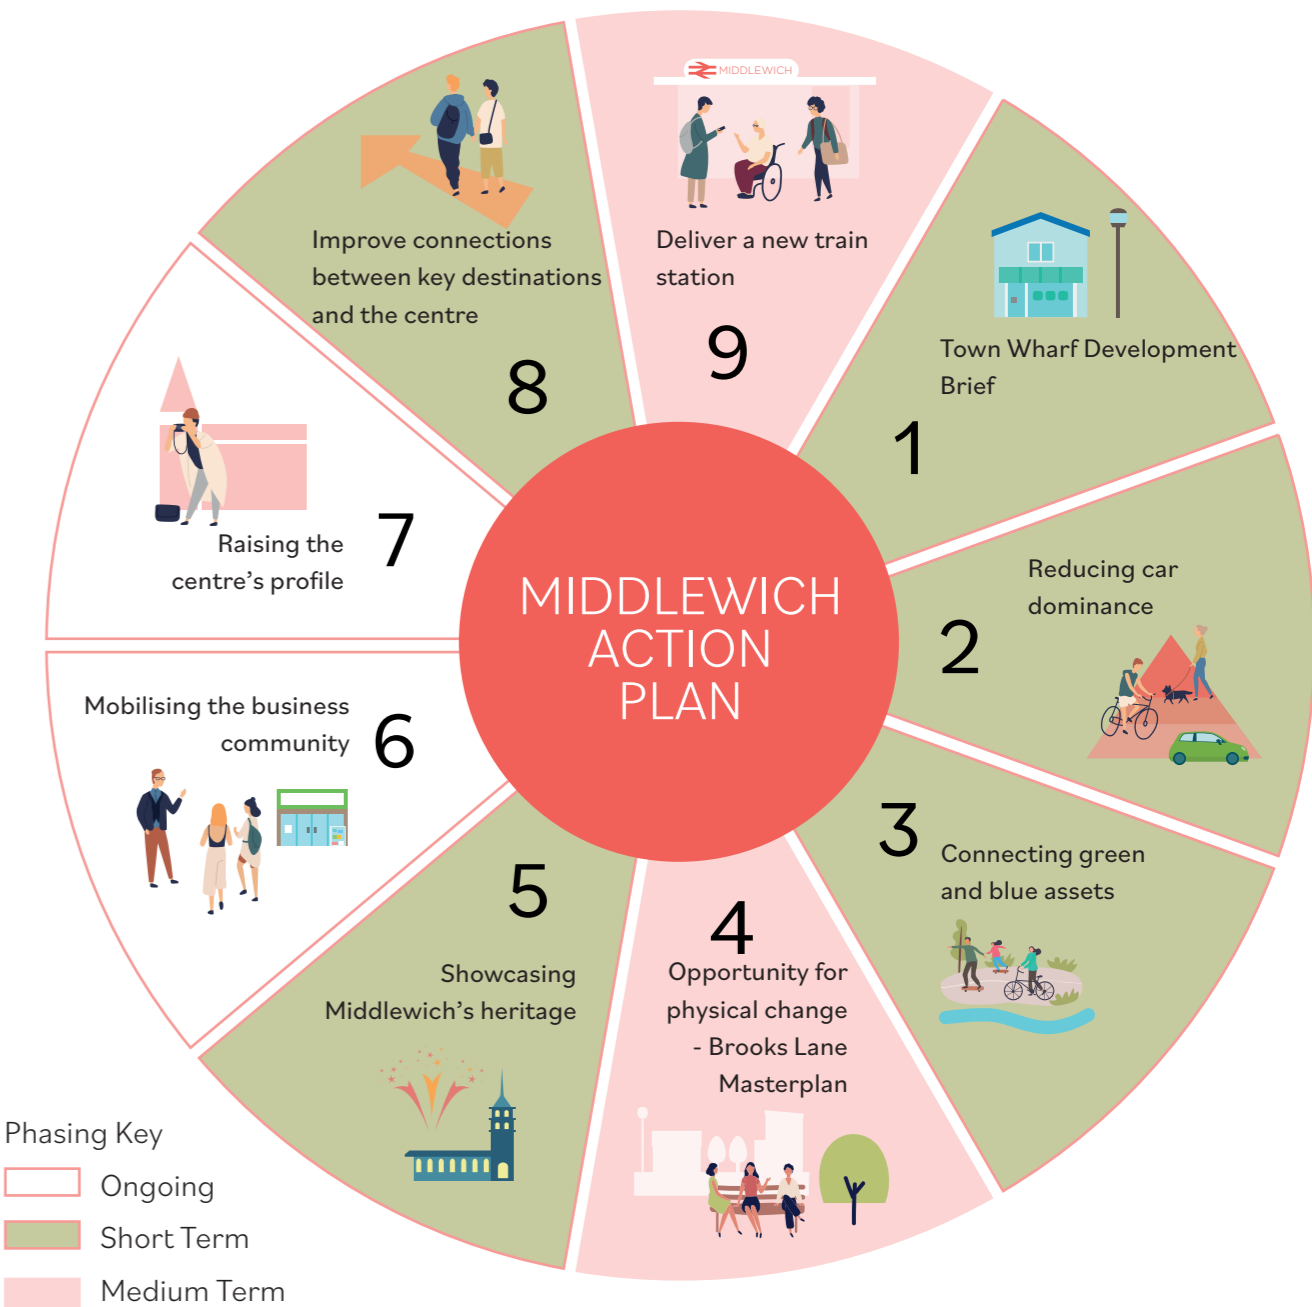 MIDDLEWICH
ACTION
PLAN
1
Town Wharf Development
Brief
2
Reducing car
dominance
3
Connecting green
and blue assets
4
Opportunity for
physical change
- Brooks Lane
Masterplan
5
Showcasing
Middlewich’s heritage
6
Mobilising the business
community
7
Raising the
centre’s profile
8
Improve connections
between key destinations
and the centre
9
MIDDLEWICH
Deliver a new train
station
Phasing Key
Ongoing
Short Term
Medium Term